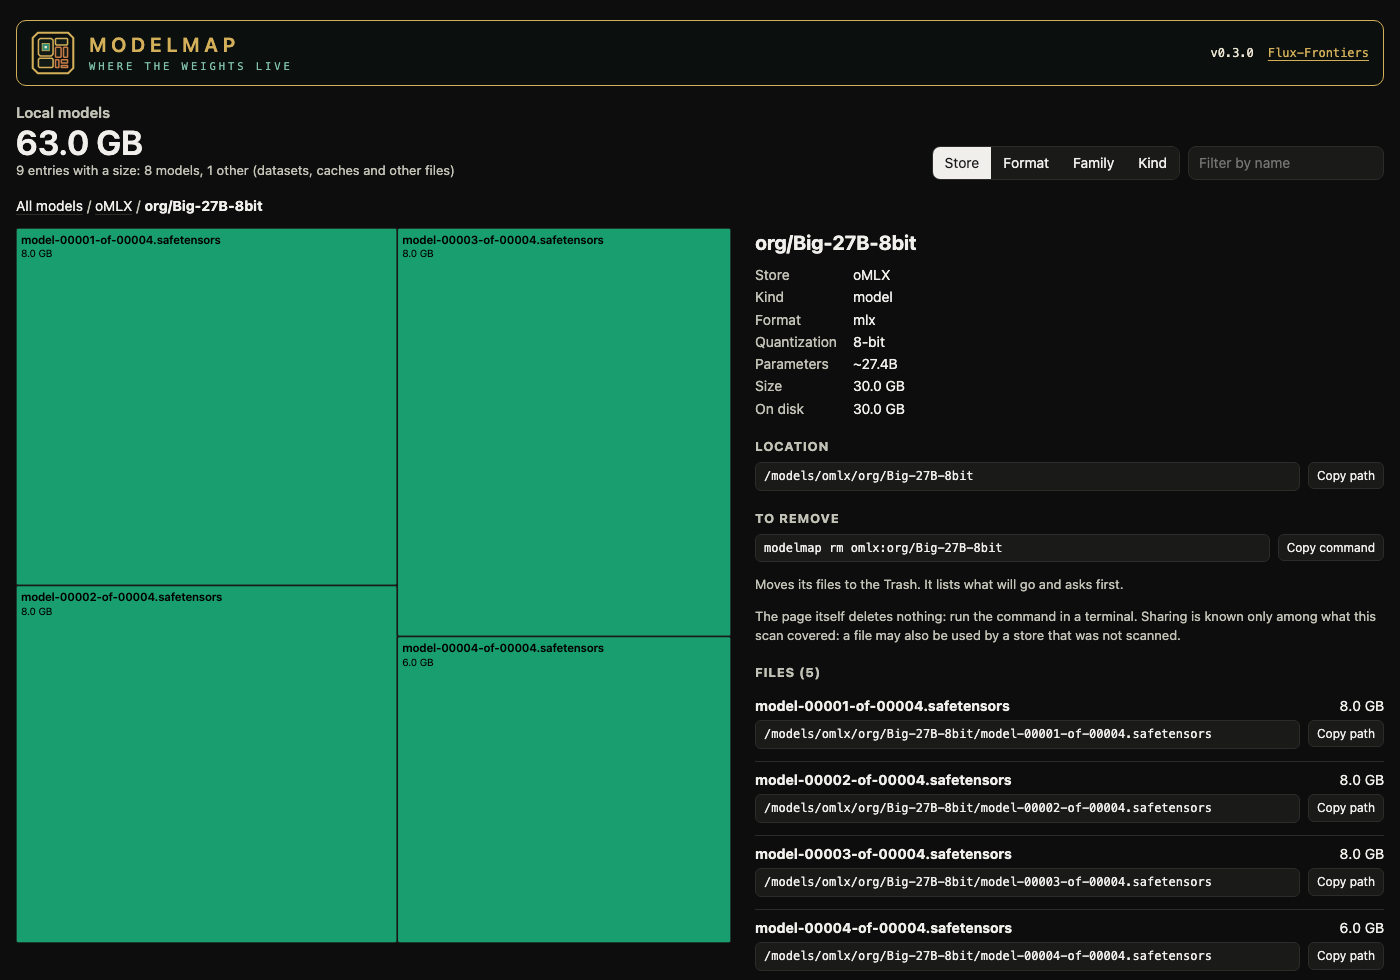 MODELMAP
WHERE THE WEIGHTS LIVE
v0.3.0 Flux-Frontiers
Local models
63.0 GB
9 entries with a size: 8 models, 1 other (datasets, caches and other files)
Store Format Family Kind Filter by name
All models / oMLX / org/Big-27B-8bit
model-00001-of-00004.safetensors
8.0 GB
model-00003-of-00004.safetensors
8.0 GB
model-00002-of-00004.safetensors
8.0 GB
model-00004-of-00004.safetensors
6.0 GB
org/Big-27B-8bit
Store oMLX
Kind model
Format mlx
Quantization 8-bit
Parameters ~27.4B
Size 30.0 GB
On disk 30.0 GB
LOCATION
/models/omlx/org/Big-27B-8bit Copy path
TO REMOVE
modelmap rm omlx:org/Big-27B-8bit Copy command
Moves its files to the Trash. It lists what will go and asks first.
The page itself deletes nothing: run the command in a terminal. Sharing is known only among what this
scan covered: a file may also be used by a store that was not scanned.
FILES (5)
model-00001-of-00004.safetensors 8.0 GB
/models/omlx/org/Big-27B-8bit/model-00001-of-00004.safetensors Copy path
model-00002-of-00004.safetensors 8.0 GB
/models/omlx/org/Big-27B-8bit/model-00002-of-00004.safetensors Copy path
model-00003-of-00004.safetensors 8.0 GB
/models/omlx/org/Big-27B-8bit/model-00003-of-00004.safetensors Copy path
model-00004-of-00004.safetensors 6.0 GB
/models/omlx/org/Big-27B-8bit/model-00004-of-00004.safetensors Copy path